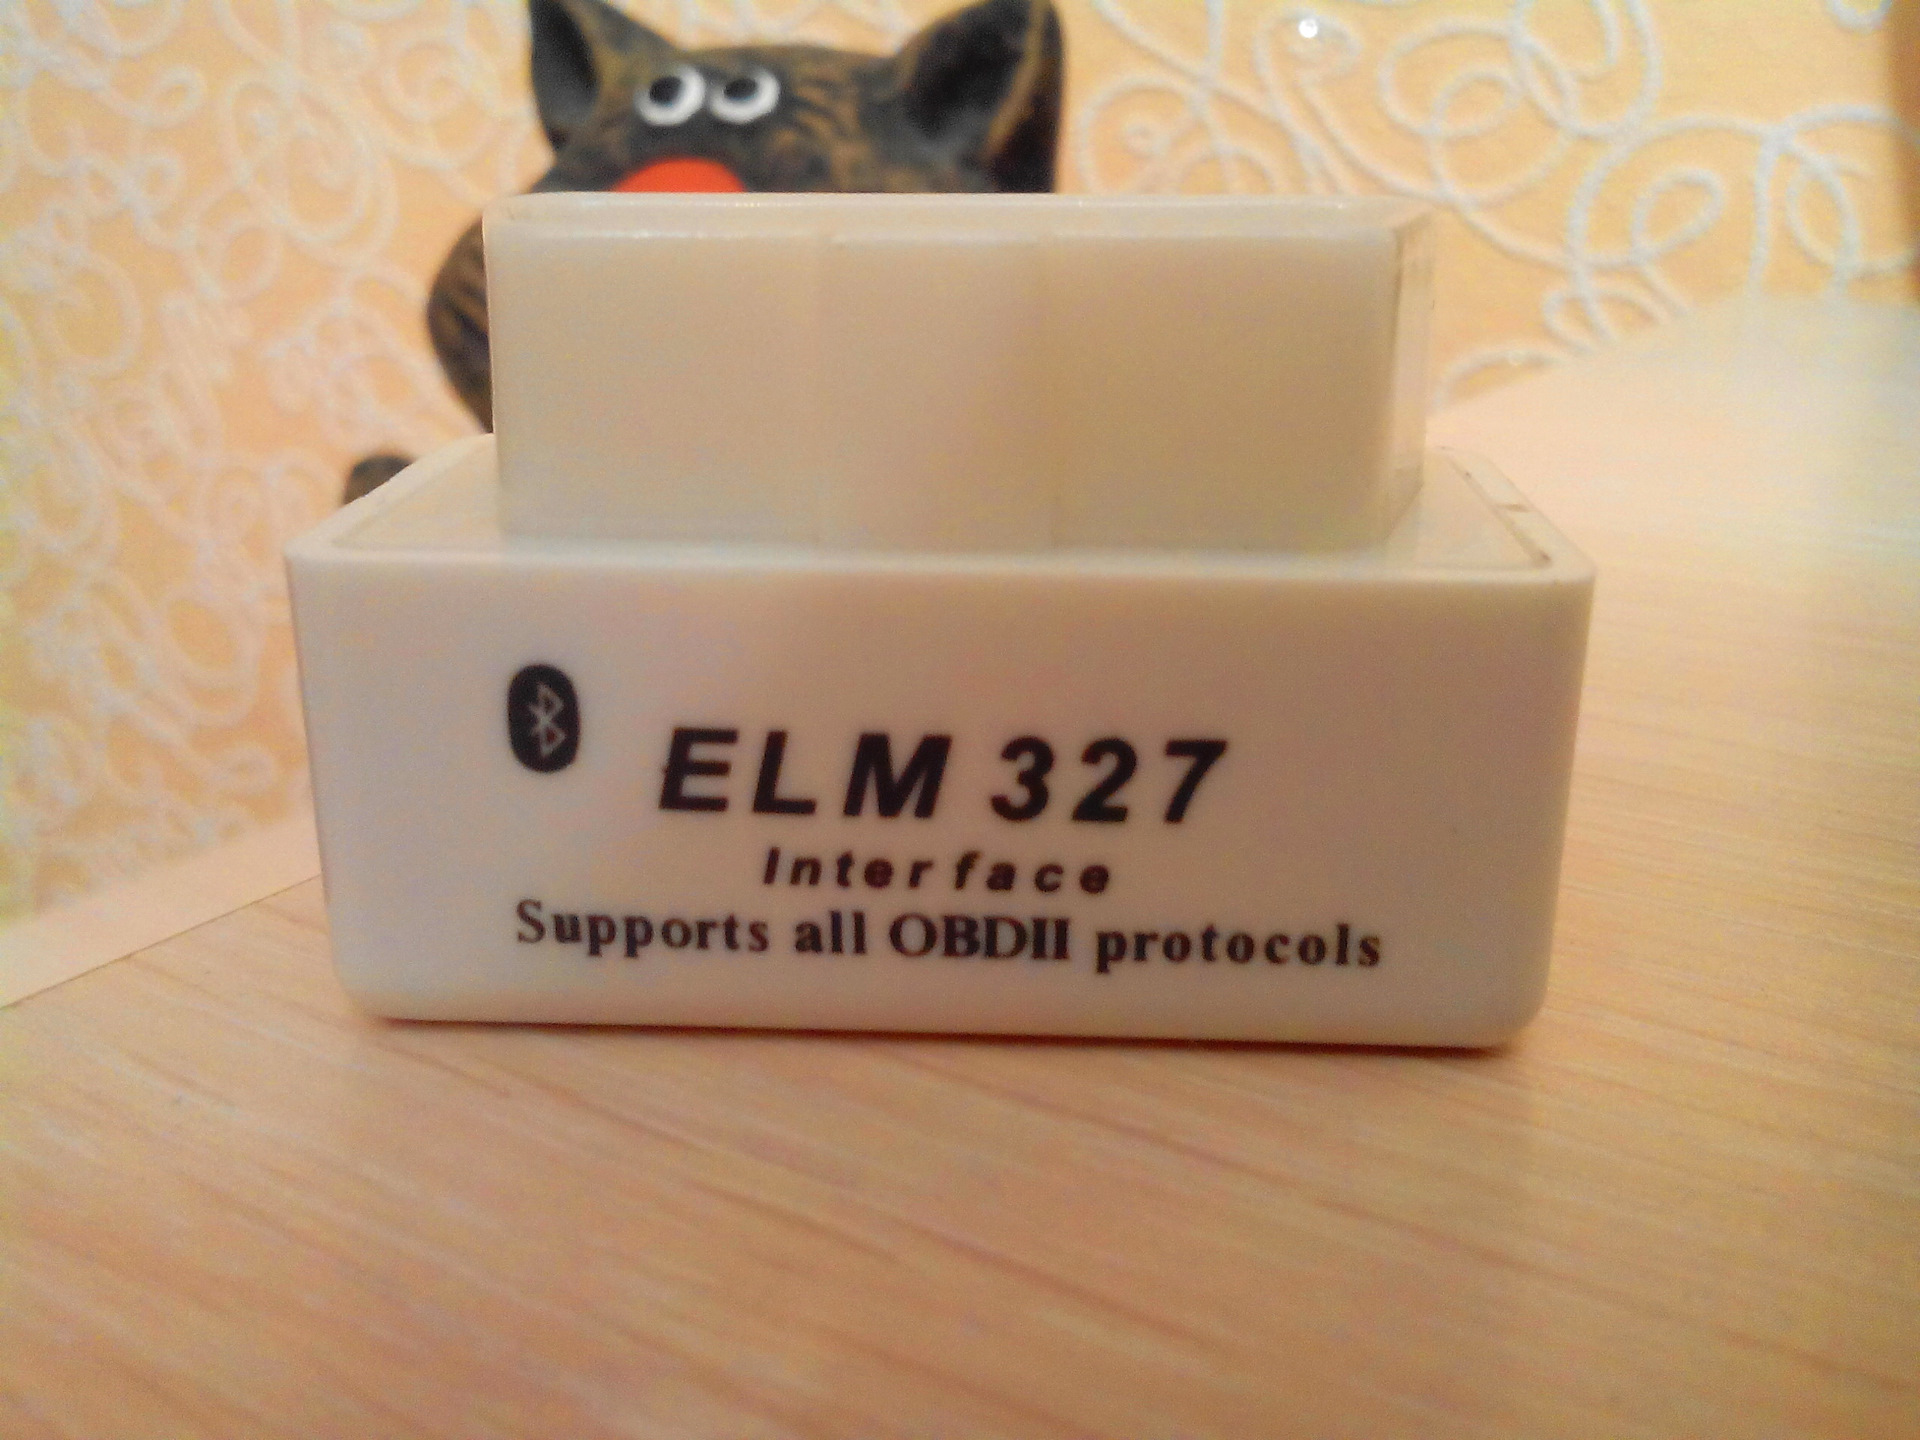 ELM 327
Interface
Supports all OBDII protocols